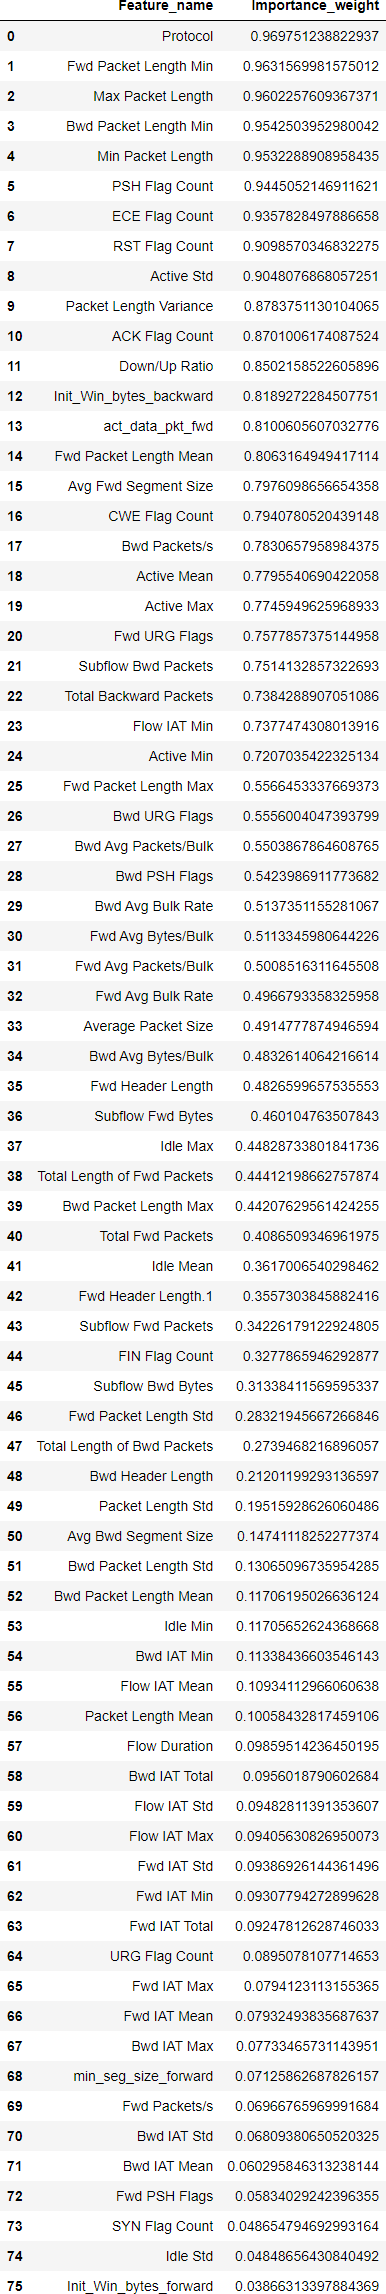 Feature_name Importance_weight
0 Protocol 0.969751238822937
1 Fwd Packet Length Min 0.9631569981575012
2 Max Packet Length 0.9602257609367371
3 Bwd Packet Length Min 0.9542503952980042
4 Min Packet Length 0.9532288908958435
5 PSH Flag Count 0.9445052146911621
6 ECE Flag Count 0.9357828497886658
7 RST Flag Count 0.9098570346832275
8 Active Std 0.9048076868057251
9 Packet Length Variance 0.8783751130104065
10 ACK Flag Count 0.8701006174087524
11 Down/Up Ratio 0.8502158522605896
12 Init_Win_bytes_backward 0.8189272284507751
13 act_data_pkt_fwd 0.8100605607032776
14 Fwd Packet Length Mean 0.8063164949417114
15 Avg Fwd Segment Size 0.7976098656654358
16 CWE Flag Count 0.7940780520439148
17 Bwd Packets/s 0.7830657958984375
18 Active Mean 0.7795540690422058
19 Active Max 0.7745949625968933
20 Fwd URG Flags 0.7577857375144958
21 Subflow Bwd Packets 0.7514132857322693
22 Total Backward Packets 0.7384288907051086
23 Flow IAT Min 0.7377474308013916
24 Active Min 0.7207035422325134
25 Fwd Packet Length Max 0.5566453337669373
26 Bwd URG Flags 0.5556004047393799
27 Bwd Avg Packets/Bulk 0.5503867864608765
28 Bwd PSH Flags 0.5423986911773682
29 Bwd Avg Bulk Rate 0.5137351155281067
30 Fwd Avg Bytes/Bulk 0.5113345980644226
31 Fwd Avg Packets/Bulk 0.5008516311645508
32 Fwd Avg Bulk Rate 0.4966793358325958
33 Average Packet Size 0.4914777874946594
34 Bwd Avg Bytes/Bulk 0.4832614064216614
35 Fwd Header Length 0.4826599657535553
36 Subflow Fwd Bytes 0.460104763507843
37 Idle Max 0.44828733801841736
38 Total Length of Fwd Packets 0.44412198662757874
39 Bwd Packet Length Max 0.44207629561424255
40 Total Fwd Packets 0.4086509346961975
41 Idle Mean 0.3617006540298462
42 Fwd Header Length.1 0.3557303845882416
43 Subflow Fwd Packets 0.34226179122924805
44 FIN Flag Count 0.3277865946292877
45 Subflow Bwd Bytes 0.31338411569595337
46 Fwd Packet Length Std 0.28321945667266846
47 Total Length of Bwd Packets 0.2739468216896057
48 Bwd Header Length 0.21201199293136597
49 Packet Length Std 0.19515928626060486
50 Avg Bwd Segment Size 0.14741118252277374
51 Bwd Packet Length Std 0.13065096735954285
52 Bwd Packet Length Mean 0.11706195026636124
53 Idle Min 0.11705652624368668
54 Bwd IAT Min 0.11338436603546143
55 Flow IAT Mean 0.10934112966060638
56 Packet Length Mean 0.10058432817459106
57 Flow Duration 0.09859514236450195
58 Bwd IAT Total 0.0956018790602684
59 Flow IAT Std 0.09482811391353607
60 Flow IAT Max 0.09405630826950073
61 Fwd IAT Std 0.09386926144361496
62 Fwd IAT Min 0.09307794272899628
63 Fwd IAT Total 0.09247812628746033
64 URG Flag Count 0.0895078107714653
65 Fwd IAT Max 0.0794123113155365
66 Fwd IAT Mean 0.07932493835687637
67 Bwd IAT Max 0.07733465731143951
68 min_seg_size_forward 0.07125862687826157
69 Fwd Packets/s 0.06966765969991684
70 Bwd IAT Std 0.06809380650520325
71 Bwd IAT Mean 0.060295846313238144
72 Fwd PSH Flags 0.05834029242396355
73 SYN Flag Count 0.048654794692993164
74 Idle Std 0.04848656430840492
75 Init_Win_bytes_forward 0.03866313397884369